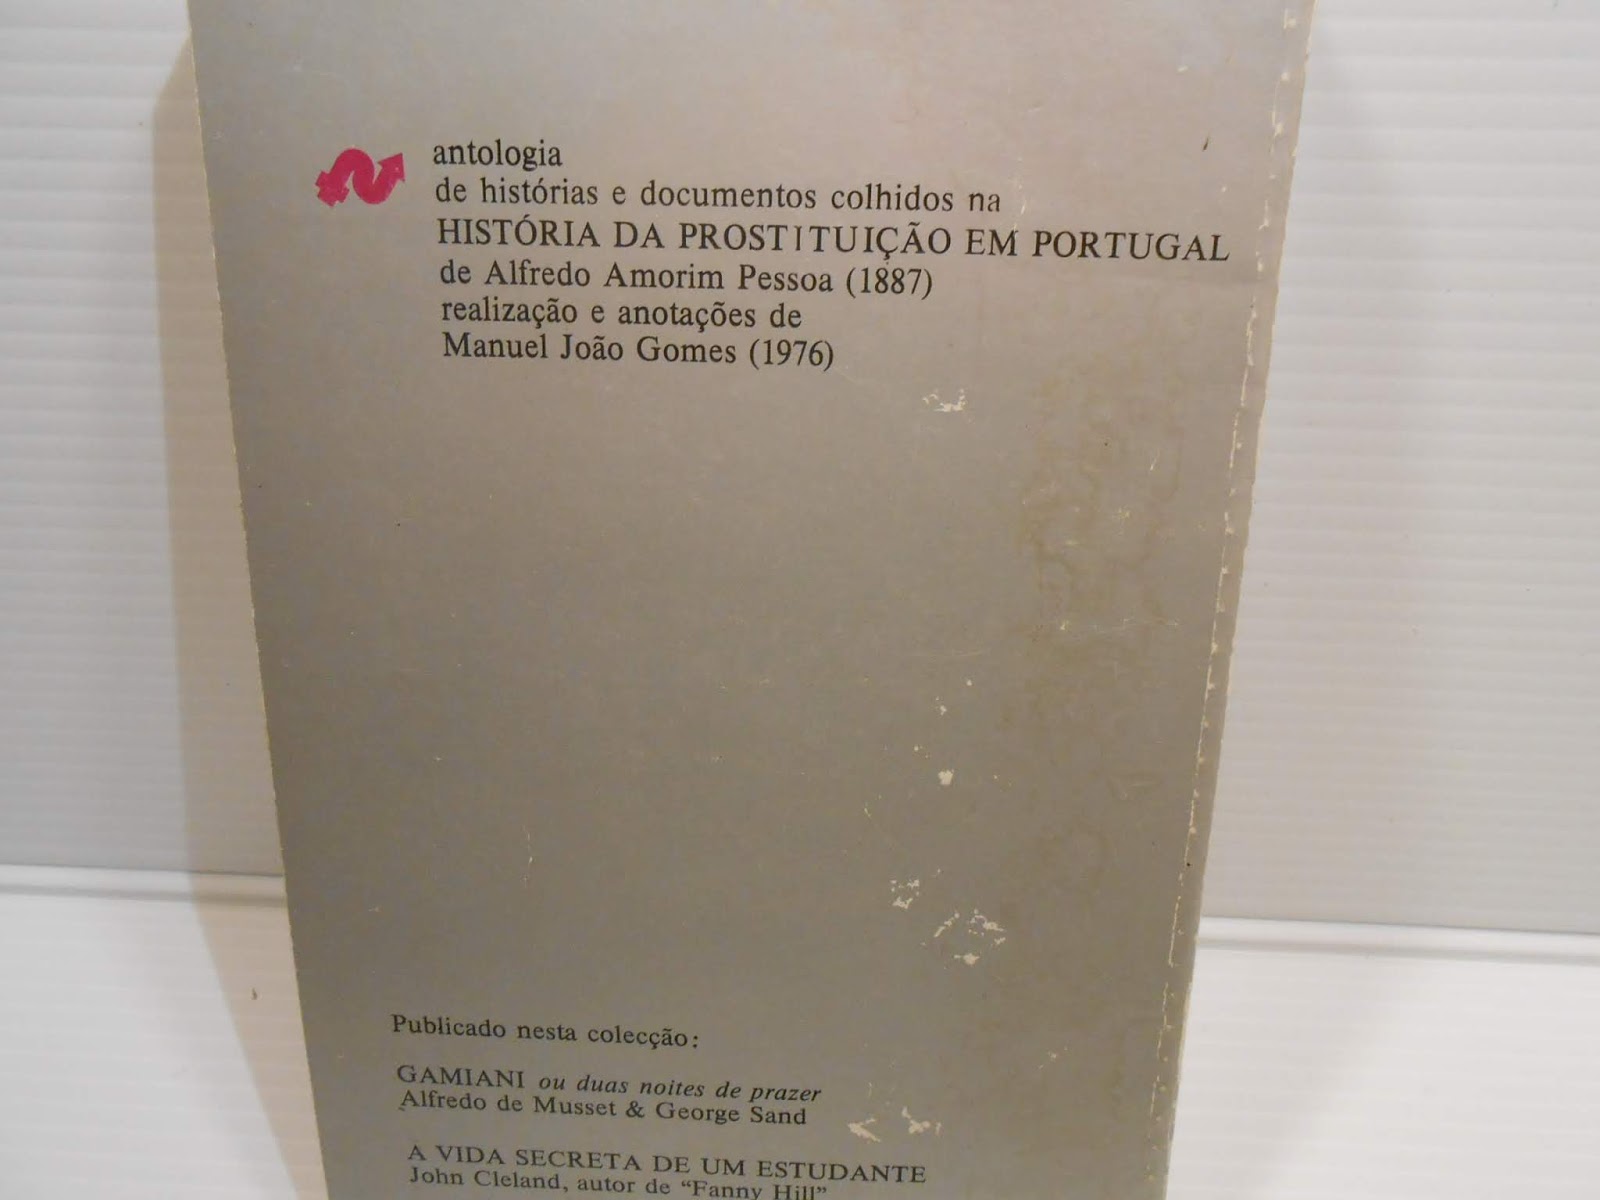 antologia
de histórias e documentos colhidos na
HISTÓRIA DA PROSTITUIÇÃO EM PORTUGAL
de Alfredo Amorim Pessoa (1887)
realização e anotações de
Manuel João Gomes (1976)
Publicado nesta colecção:
GAMIANI ou duas noites de prazer
Alfredo de Musset & George Sand
A VIDA SECRETA DE UM ESTUDANTE
John Cleland, autor de "Fanny Hill"